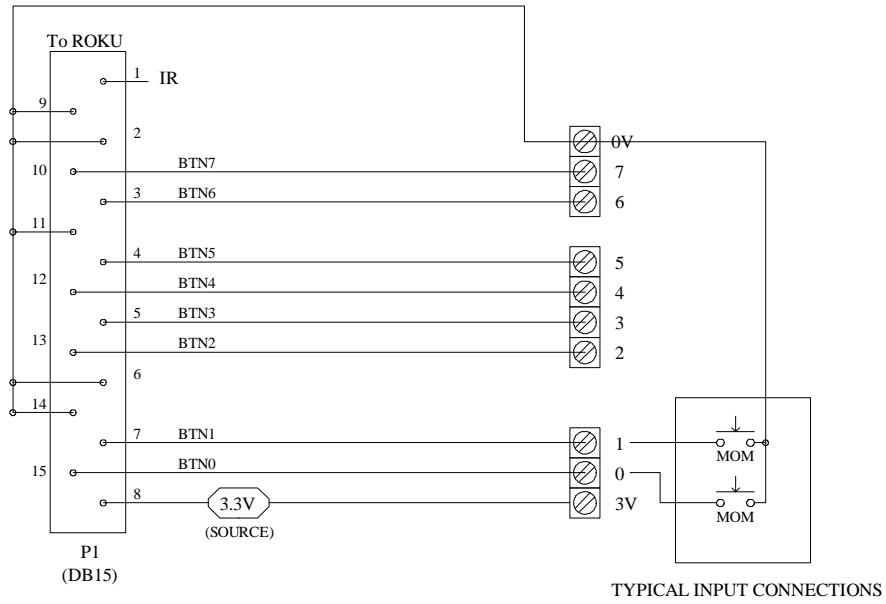 To ROKU
1 IR
9
2
0V
10 BTN7 7
3 BTN6 6
11
4 BTN5 5
12 BTN4 4
5 BTN3 3
13 BTN2 2
6
14
7 BTN1 1 MOM
15 BTN0 0
8 3.3V 3V MOM
(SOURCE)
P1
(DB15)
TYPICAL INPUT CONNECTIONS